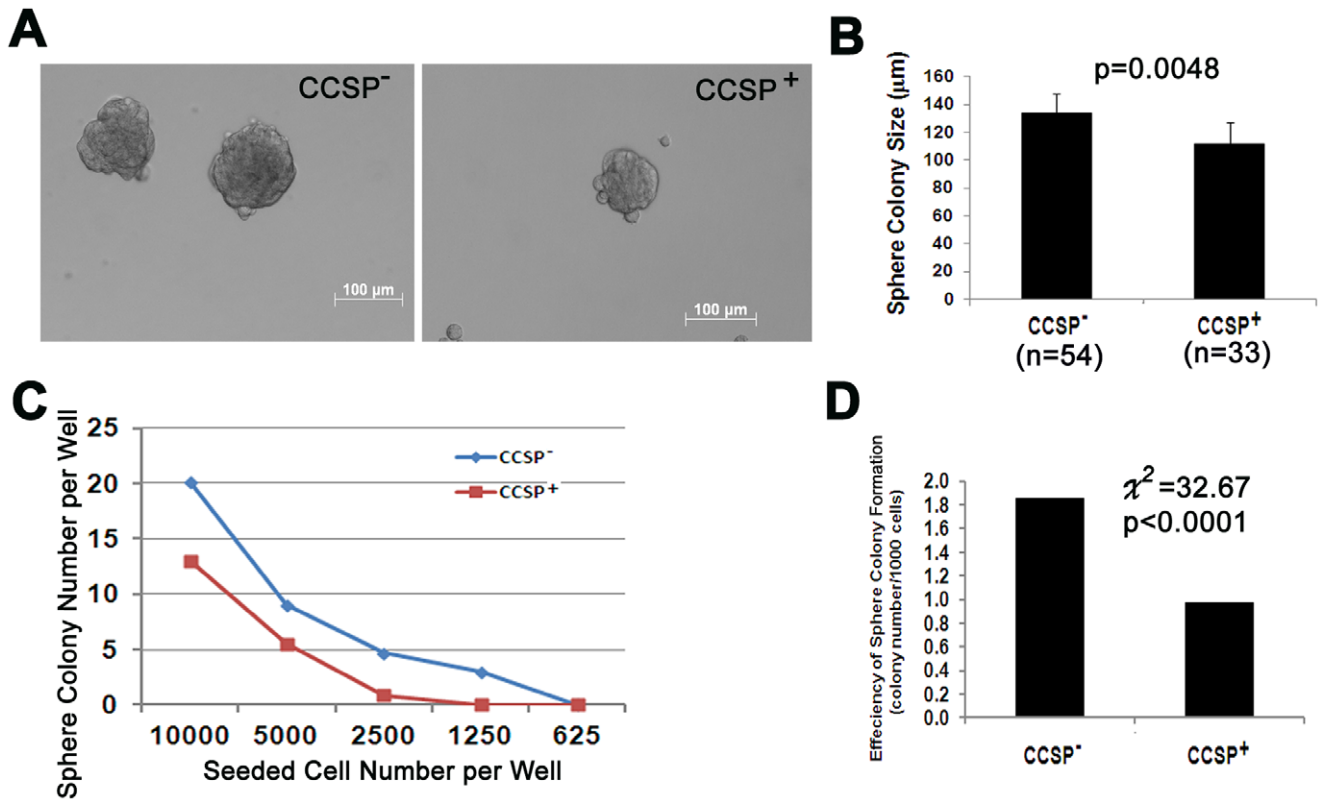 A
CCSP⁻
100 µm
CCSP⁺
100 µm
B
p=0.0048
Sphere Colony Size (µm)
160
140
120
100
80
60
40
20
0
CCSP⁻
(n=54)
CCSP⁺
(n=33)
C
Sphere Colony Number per Well
25
20
15
10
5
0
CCSP⁻
CCSP⁺
10000 5000 2500 1250 625
Seeded Cell Number per Well
D
Effeciency of Sphere Colony Formation
(colony number/1000 cells)
2.0
1.8
1.6
1.4
1.2
1.0
0.8
0.6
0.4
0.2
0.0
χ²=32.67
p<0.0001
CCSP⁻ CCSP⁺